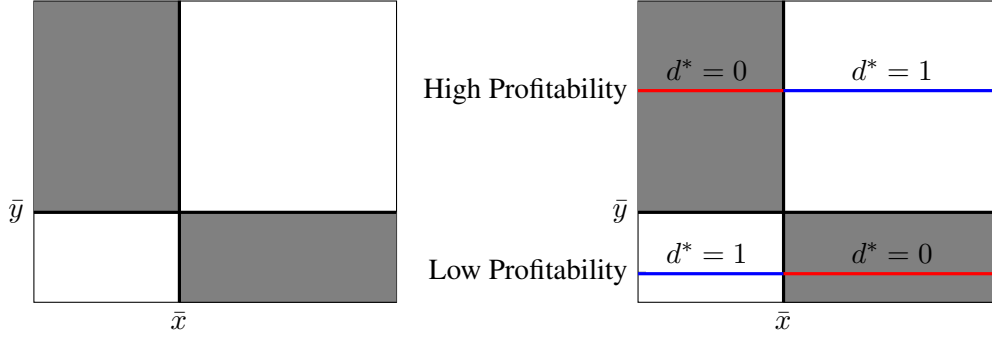 ȳ
x̄
High Profitability
d* = 0
d* = 1
ȳ
Low Profitability
d* = 1
d* = 0
x̄